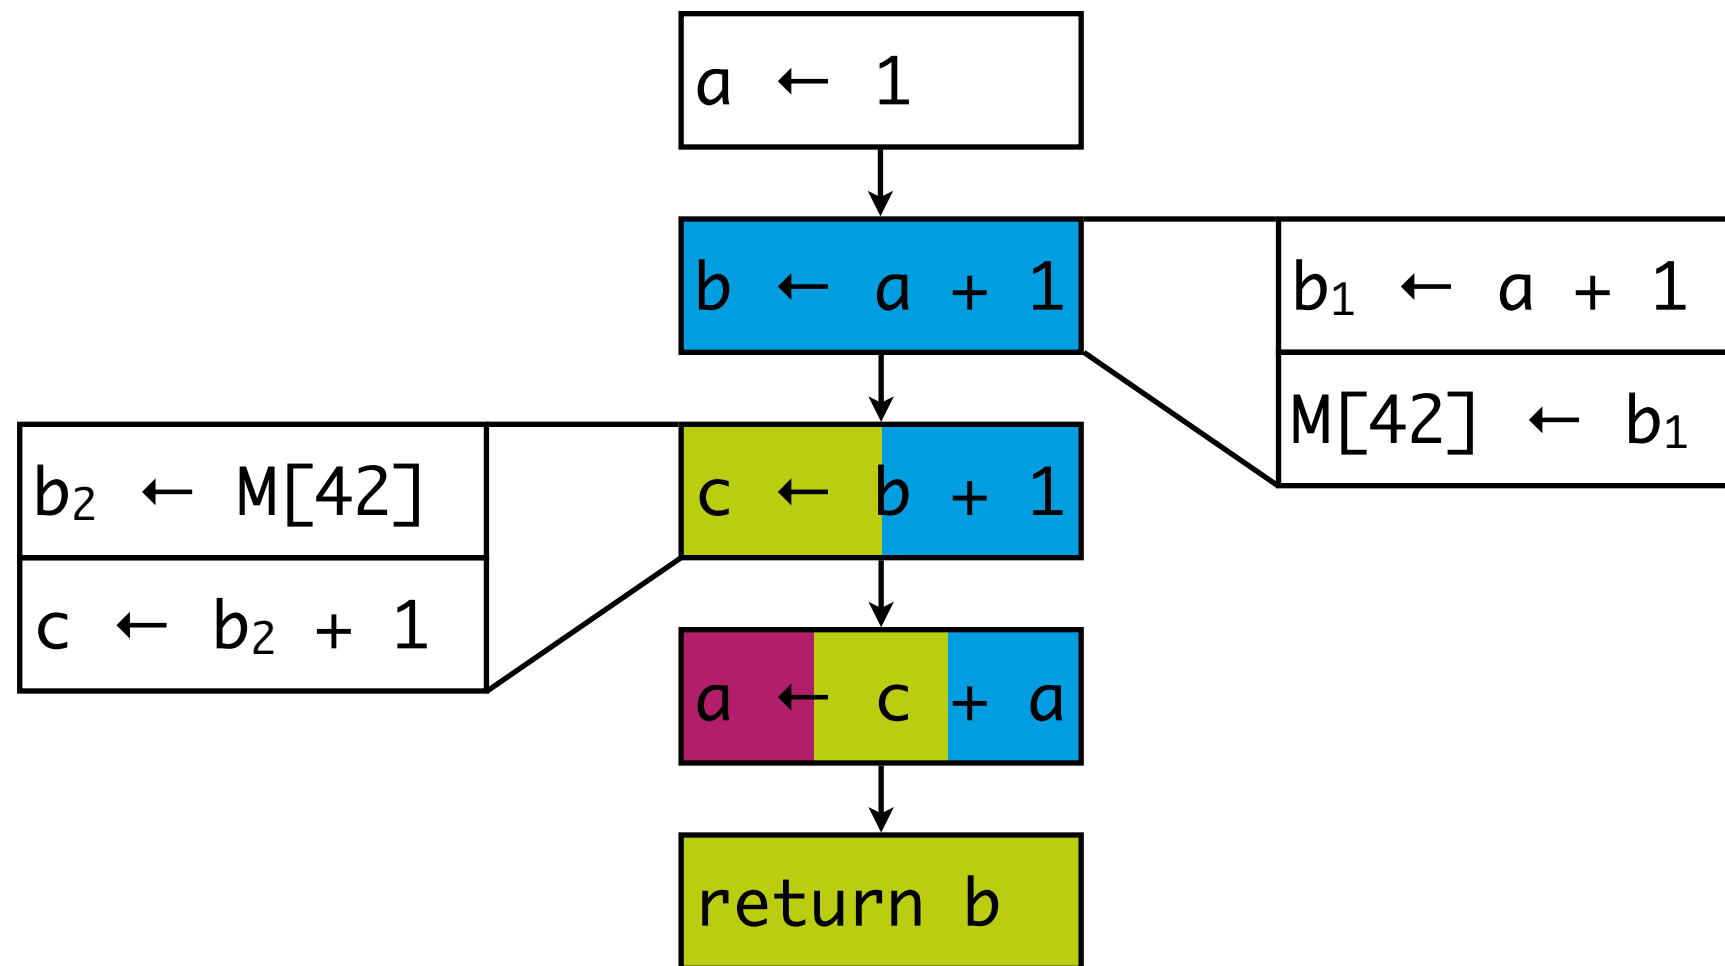 a ← 1
b ← a + 1
b₁ ← a + 1
M[42] ← b₁
c ← b + 1
b₂ ← M[42]
c ← b₂ + 1
a ← c + a
return b